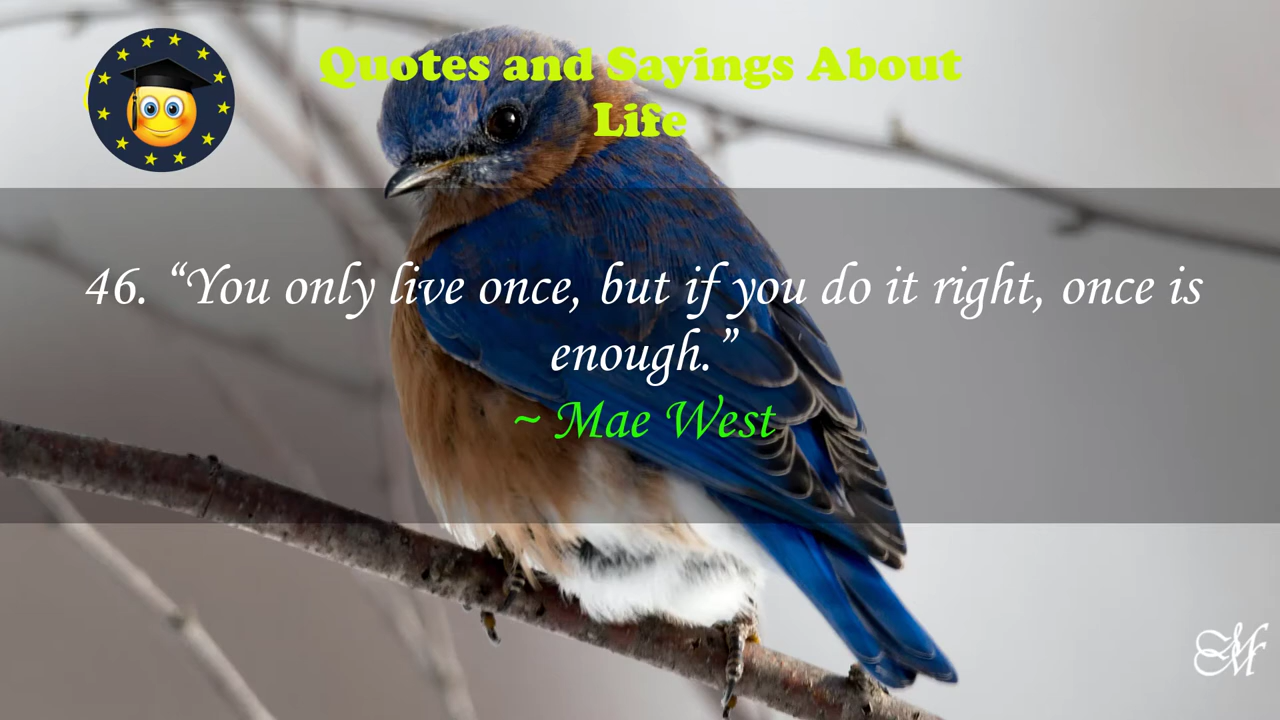 Quotes and Sayings About
Life
46. “You only live once, but if you do it right, once is
enough.”
~ Mae West